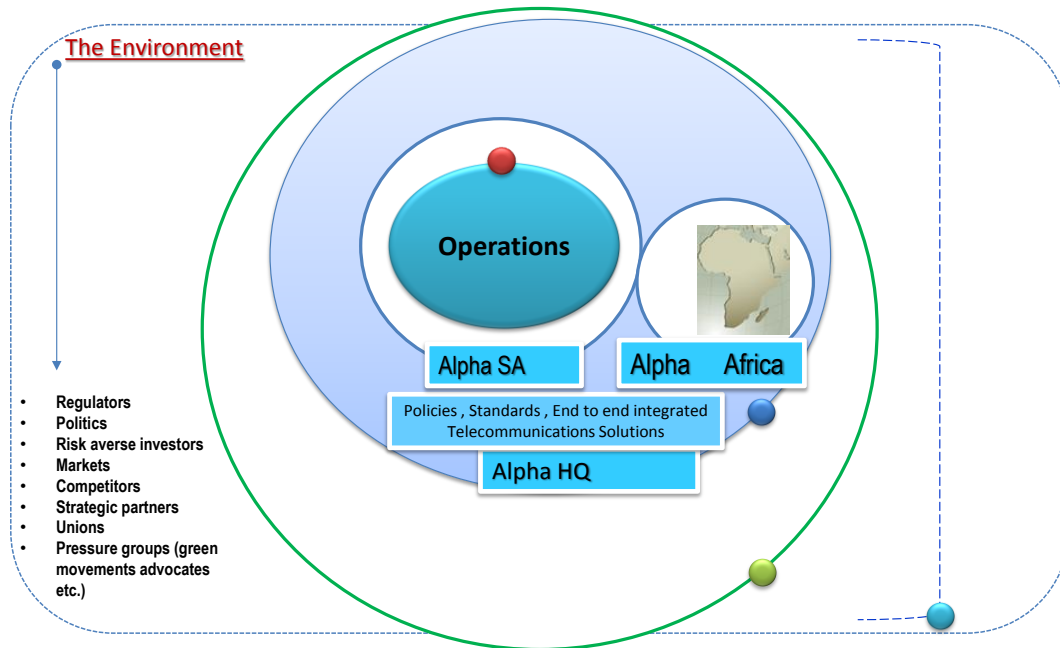 The Environment
Operations
Alpha SA
Alpha Africa
Policies , Standards , End to end integrated
Telecommunications Solutions
Alpha HQ
• Regulators
• Politics
• Risk averse investors
• Markets
• Competitors
• Strategic partners
• Unions
• Pressure groups (green
movements advocates
etc.)